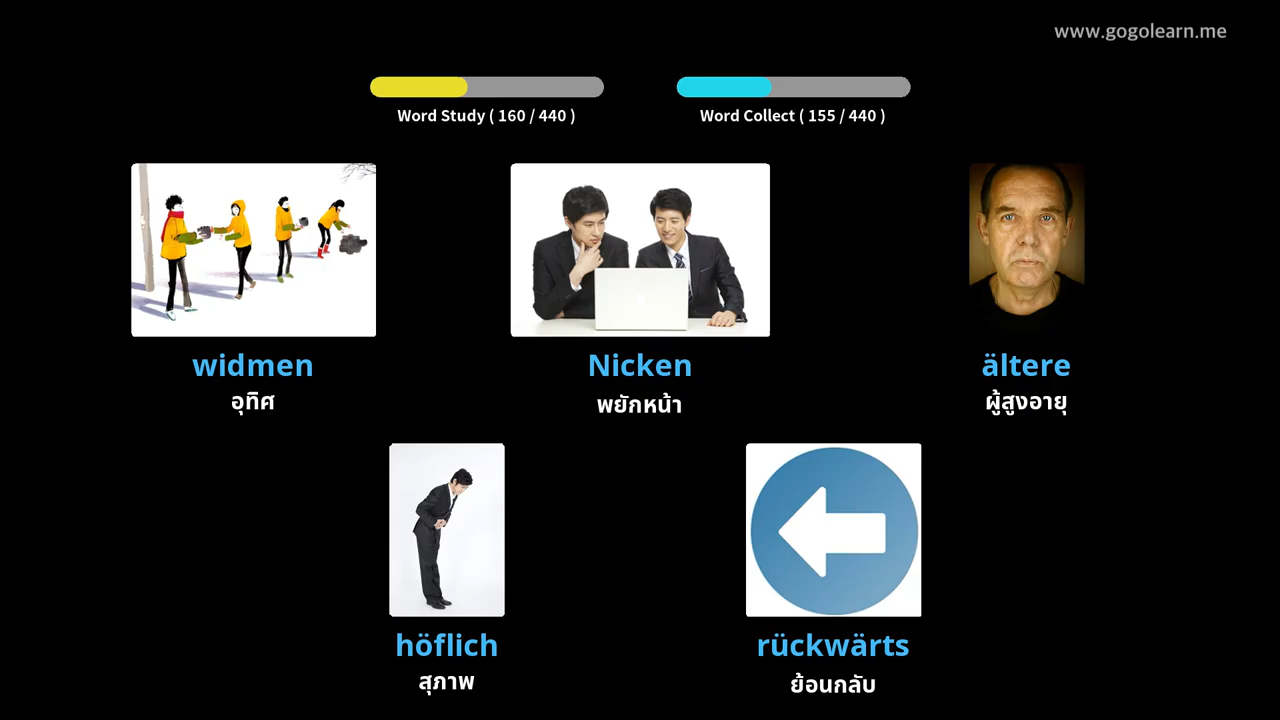 www.gogolearn.me
Word Study ( 160 / 440 )
Word Collect ( 155 / 440 )
widmen
อุทิศ
Nicken
พยักหน้า
ältere
ผู้สูงอายุ
höflich
สุภาพ
rückwärts
ย้อนกลับ